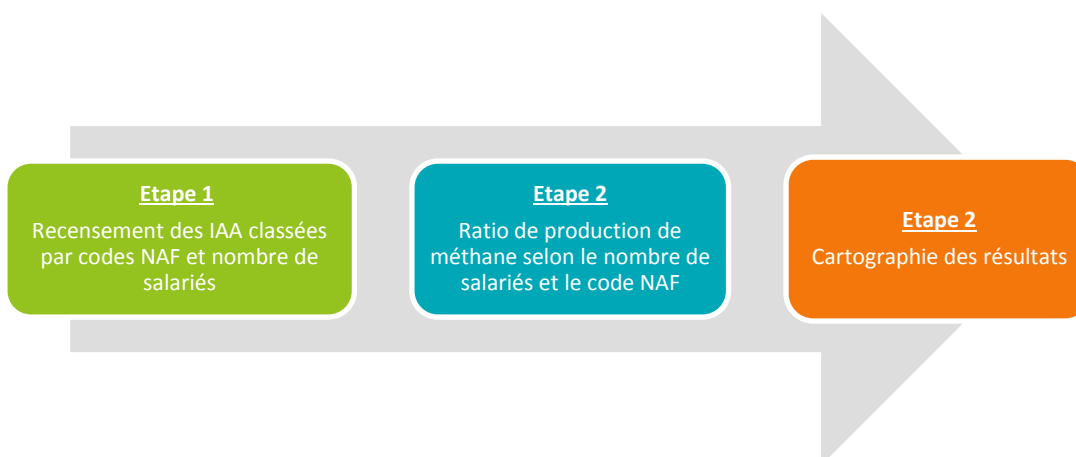 Etape 1
Recensement des IAA classées
par codes NAF et nombre de
salariés
Etape 2
Ratio de production de
méthane selon le nombre de
salariés et le code NAF
Etape 2
Cartographie des résultats